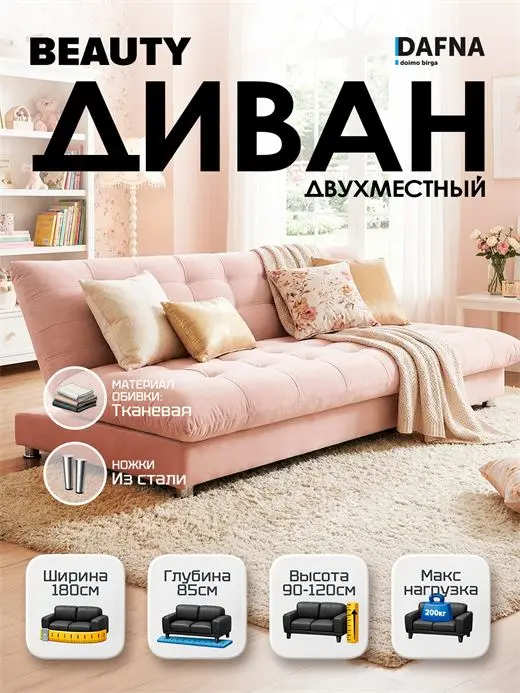 BEAUTY
DAFNA
doimo birga
ДИВАН
ДВУХМЕСТНЫЙ
МАТЕРИАЛ
ОБИВКИ:
Тканевая
НОЖКИ
Из стали
Ширина
180см
Глубина
85см
Высота
90-120см
Макс
нагрузка
200кг